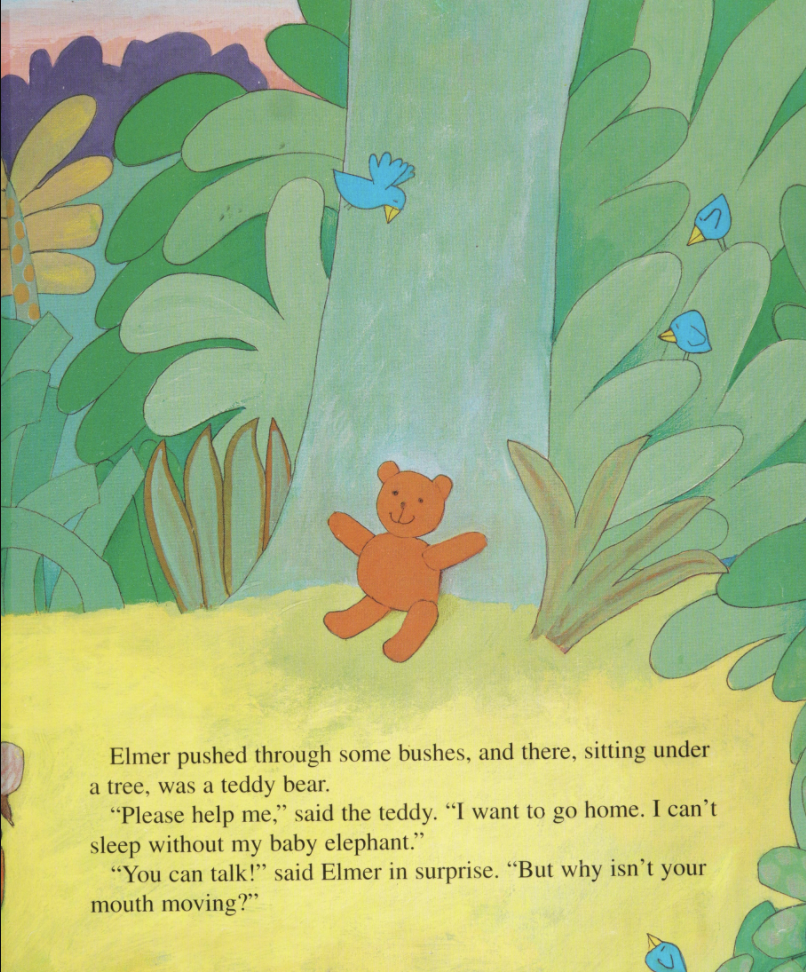 Elmer pushed through some bushes, and there, sitting under
a tree, was a teddy bear.
“Please help me,” said the teddy. “I want to go home. I can’t
sleep without my baby elephant.”
“You can talk!” said Elmer in surprise. “But why isn’t your
mouth moving?”